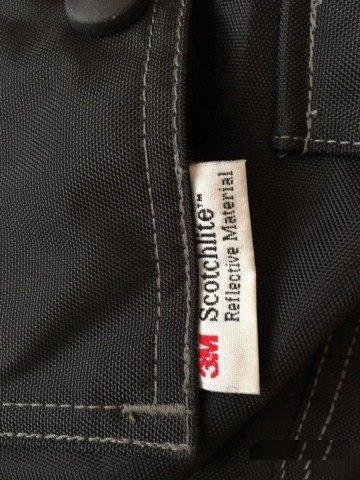 3M Scotchlite™
Reflective Material